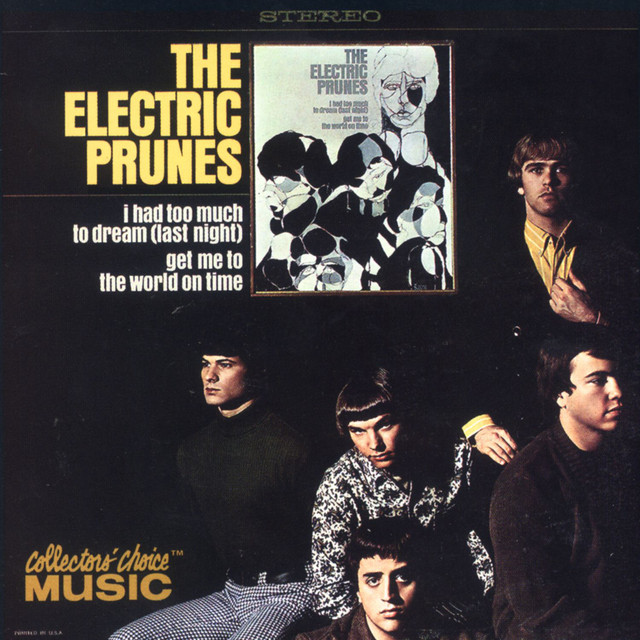 STEREO
THE
ELECTRIC
PRUNES
i had too much
to dream (last night)
get me to
the world on time
THE
ELECTRIC
PRUNES
i had too much
to dream (last night)
get me to
the world on time
collectors' choice™
MUSIC
PRINTED IN U.S.A.